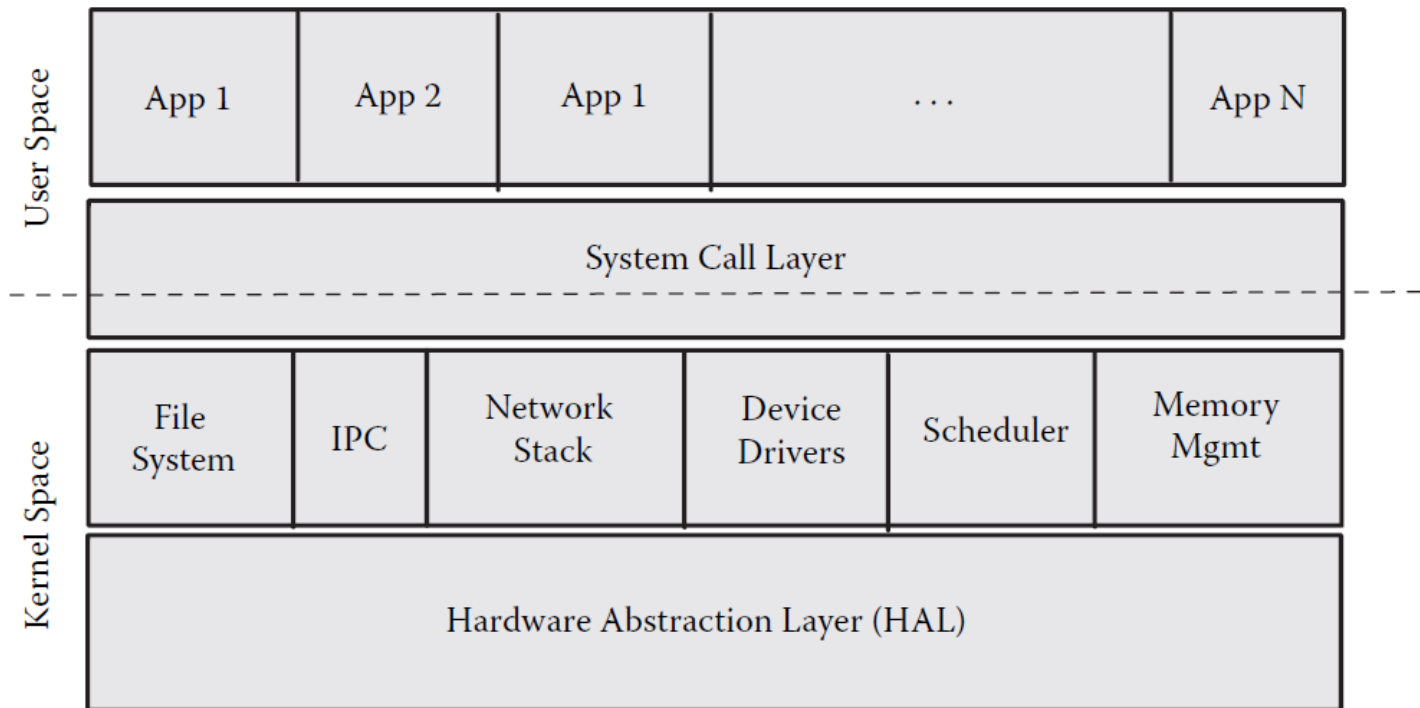 User Space
App 1
App 2
App 1
...
App N
System Call Layer
Kernel Space
File
System
IPC
Network
Stack
Device
Drivers
Scheduler
Memory
Mgmt
Hardware Abstraction Layer (HAL)